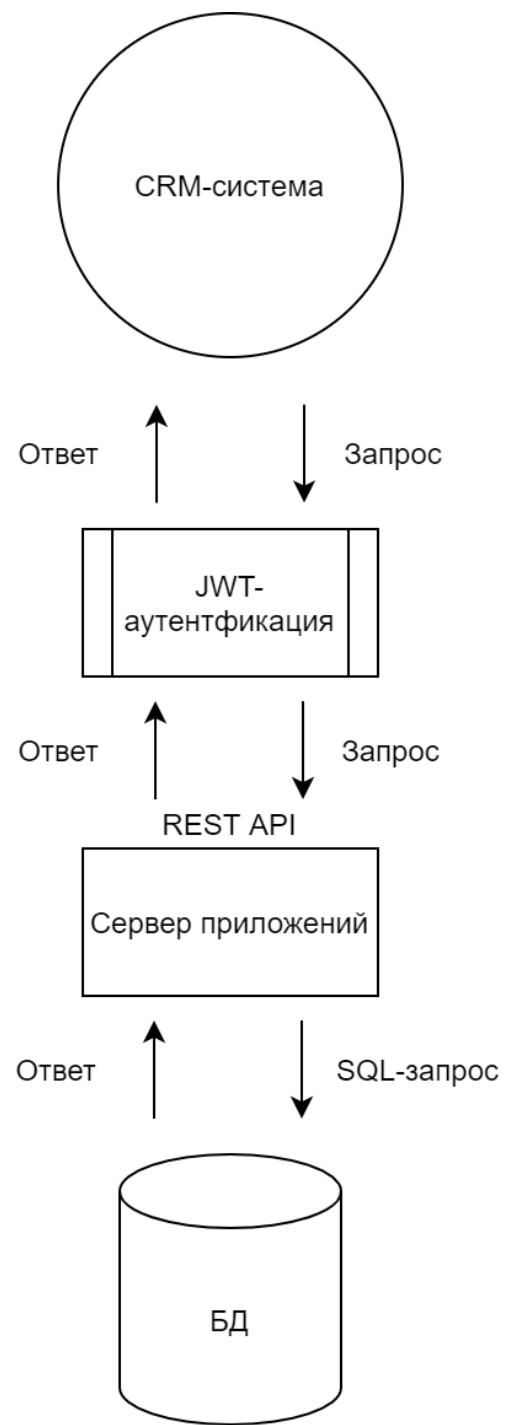 CRM-система
Ответ
Запрос
JWT-
аутентфикация
Ответ
Запрос
REST API
Сервер приложений
Ответ
SQL-запрос
БД